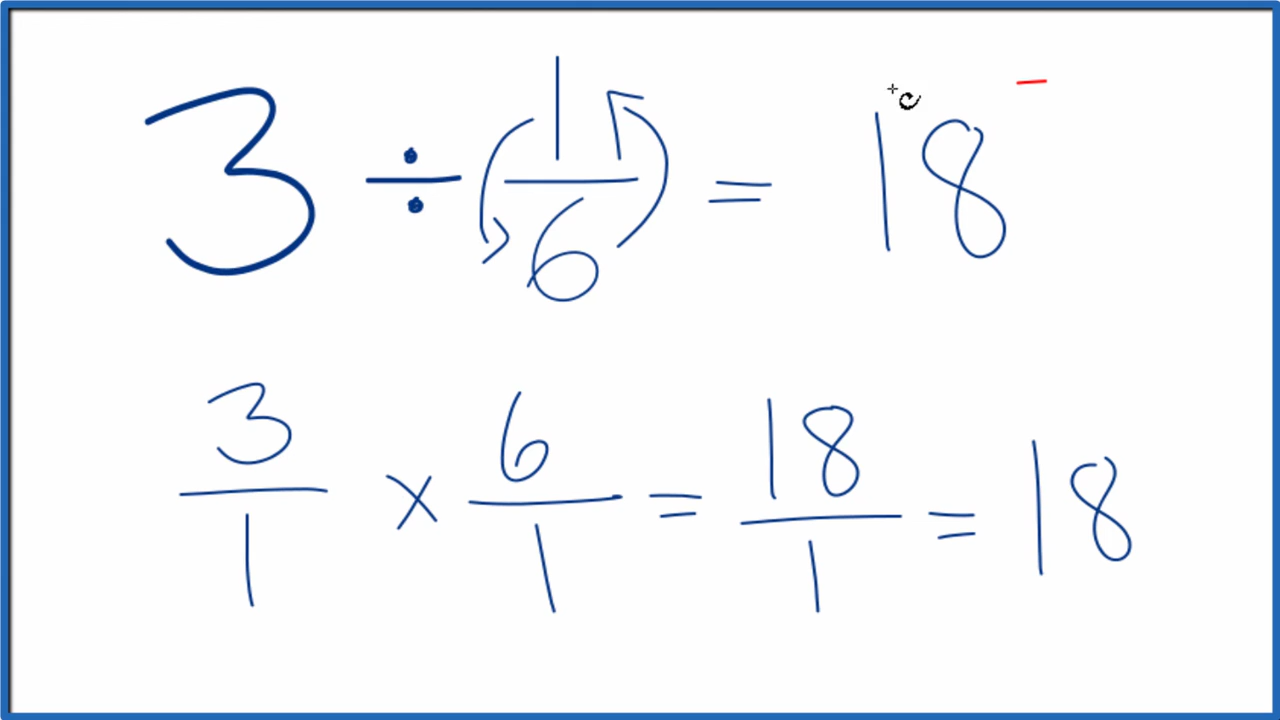 3 ÷ 1/6 = 18
3/1 × 6/1 = 18/1 = 18